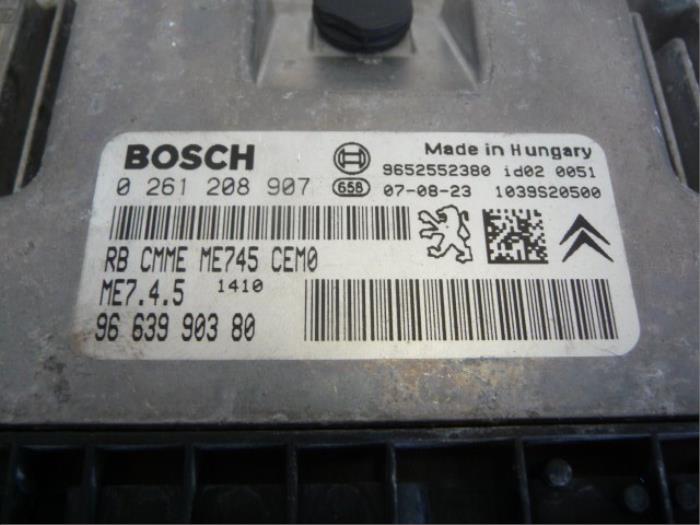 BOSCH
Made in Hungary
0 261 208 907
9652552380 id02 0051
658 07-08-23 1039S20500
RB CMME ME745 CEM0
ME7.4.5 1410
96 639 903 80